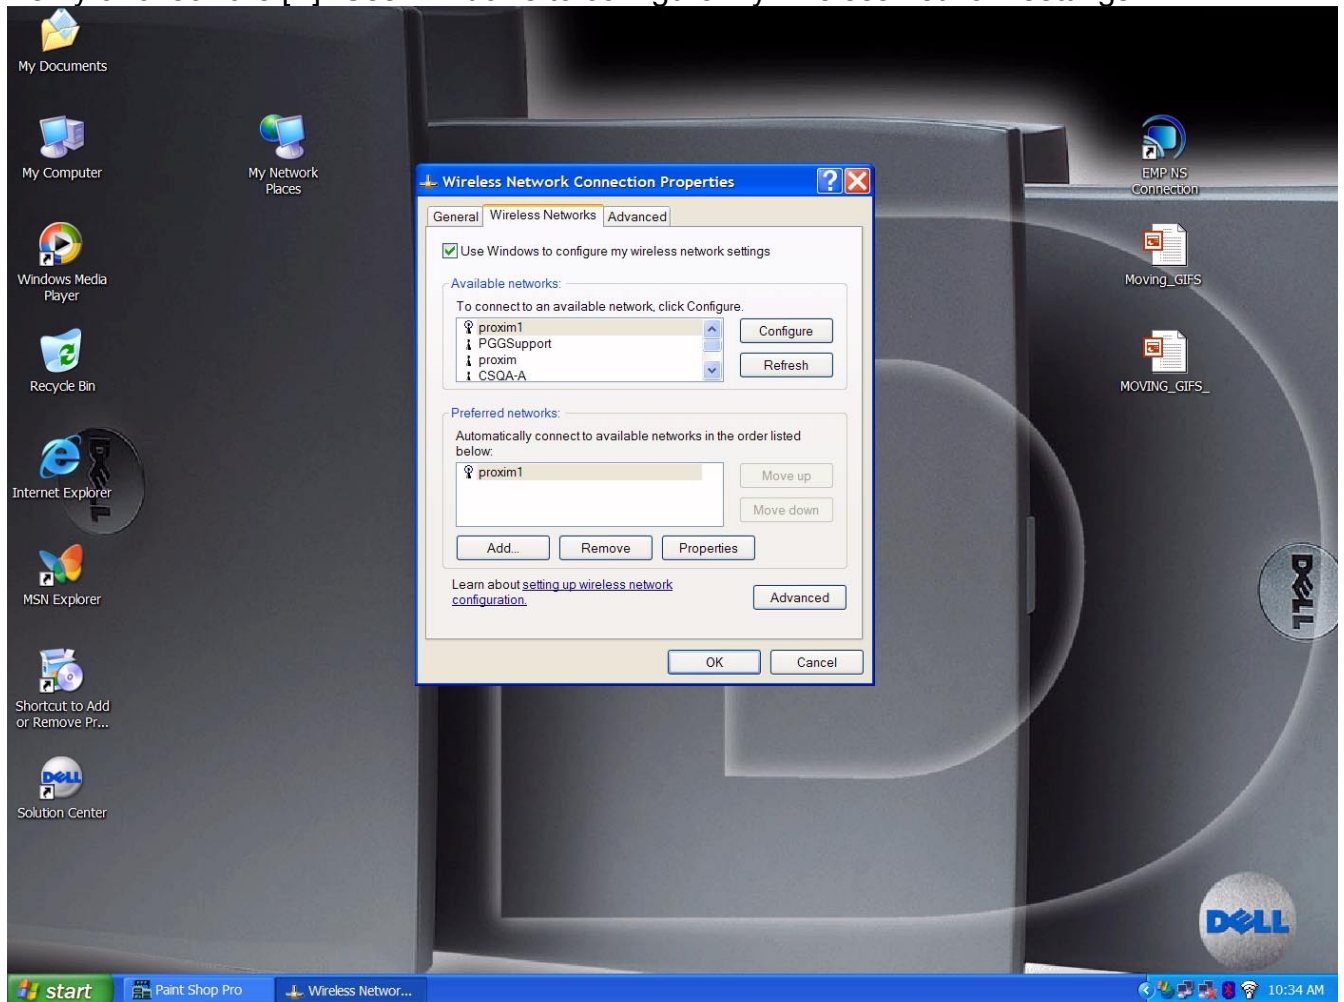 My Documents
My Computer
My Network
Places
Windows Media
Player
Recycle Bin
Internet Explorer
MSN Explorer
Shortcut to Add
or Remove Pr...
DELL
Solution Center
Wireless Network Connection Properties
General Wireless Networks Advanced
Use Windows to configure my wireless network settings
Available networks:
To connect to an available network, click Configure.
proxim1
PGGSupport
proxim
CSQA-A
Configure
Refresh
Preferred networks:
Automatically connect to available networks in the order listed
below:
proxim1
Move up
Move down
Add... Remove Properties
Learn about setting up wireless network
configuration.
Advanced
OK Cancel
EMP NS
Connection
Moving_GIFS
MOVING_GIFS_
DELL
DELL
DELL
start Paint Shop Pro Wireless Networ... 10:34 AM